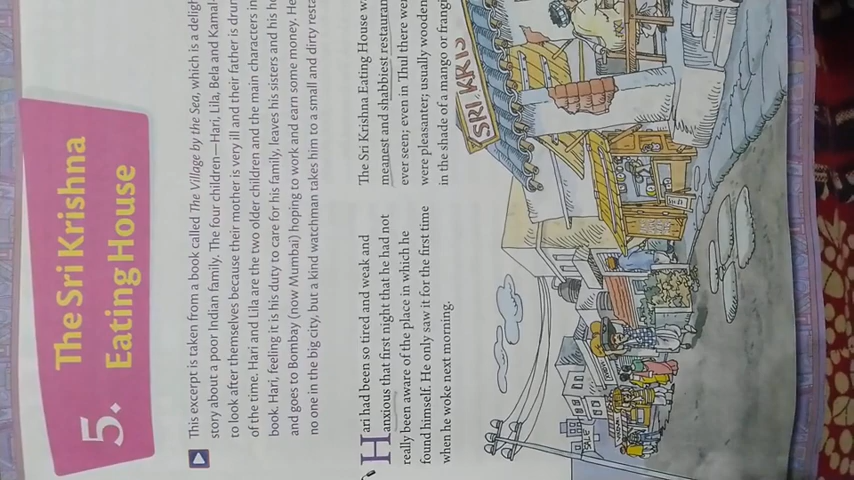 5. The Sri Krishna
Eating House
This excerpt is taken from a book called The Village by the Sea, which is a
story about a poor Indian family. The four children—Hari, Lila, Bela and
to look after themselves because their mother is very ill and their father is
of the time. Hari and Lila are the two older children and the main characters
book. Hari, feeling it is his duty to care for his family, leaves his sisters and his
and goes to Bombay (now Mumbai) hoping to work and earn some money. He
no one in the big city, but a kind watchman takes him to a small and dirty
Hari had been so tired and weak and
anxious that first night that he had not
really been aware of the place in which he
found himself. He only saw it for the first time
when he woke next morning.
The Sri Krishna Eating House
meanest and shabbiest
ever seen; even in Thul there
were pleasanter; usually wooden
in the shade of a mango or
SRI KRIS